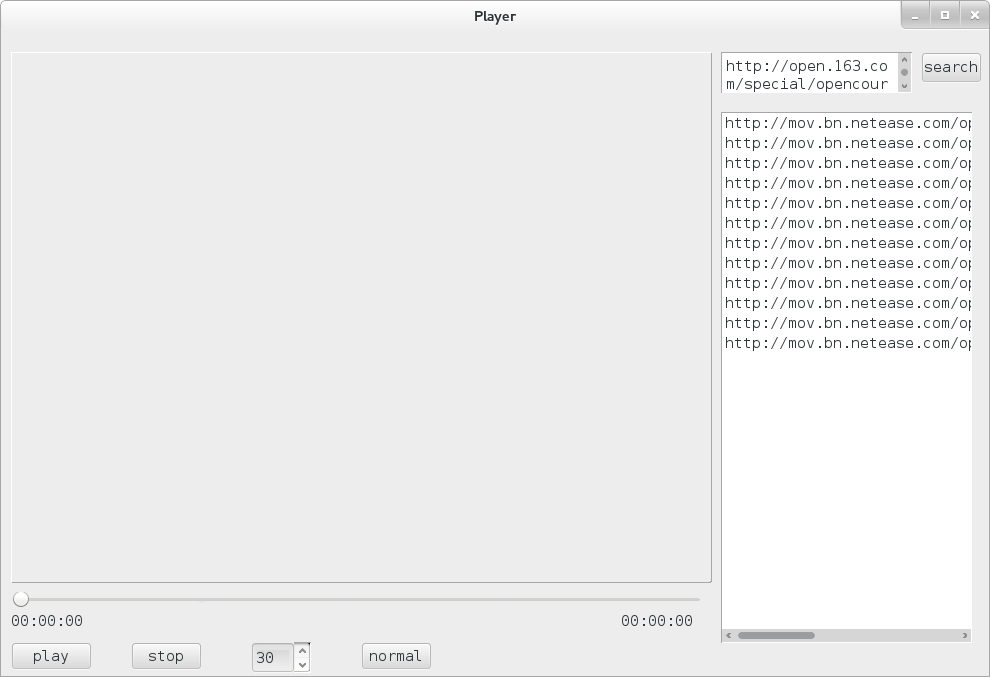 Player
http://open.163.co
m/special/opencour
search
http://mov.bn.netease.com/op
http://mov.bn.netease.com/op
http://mov.bn.netease.com/op
http://mov.bn.netease.com/op
http://mov.bn.netease.com/op
http://mov.bn.netease.com/op
http://mov.bn.netease.com/op
http://mov.bn.netease.com/op
http://mov.bn.netease.com/op
http://mov.bn.netease.com/op
http://mov.bn.netease.com/op
http://mov.bn.netease.com/op
00:00:00
00:00:00
play
stop
30
normal